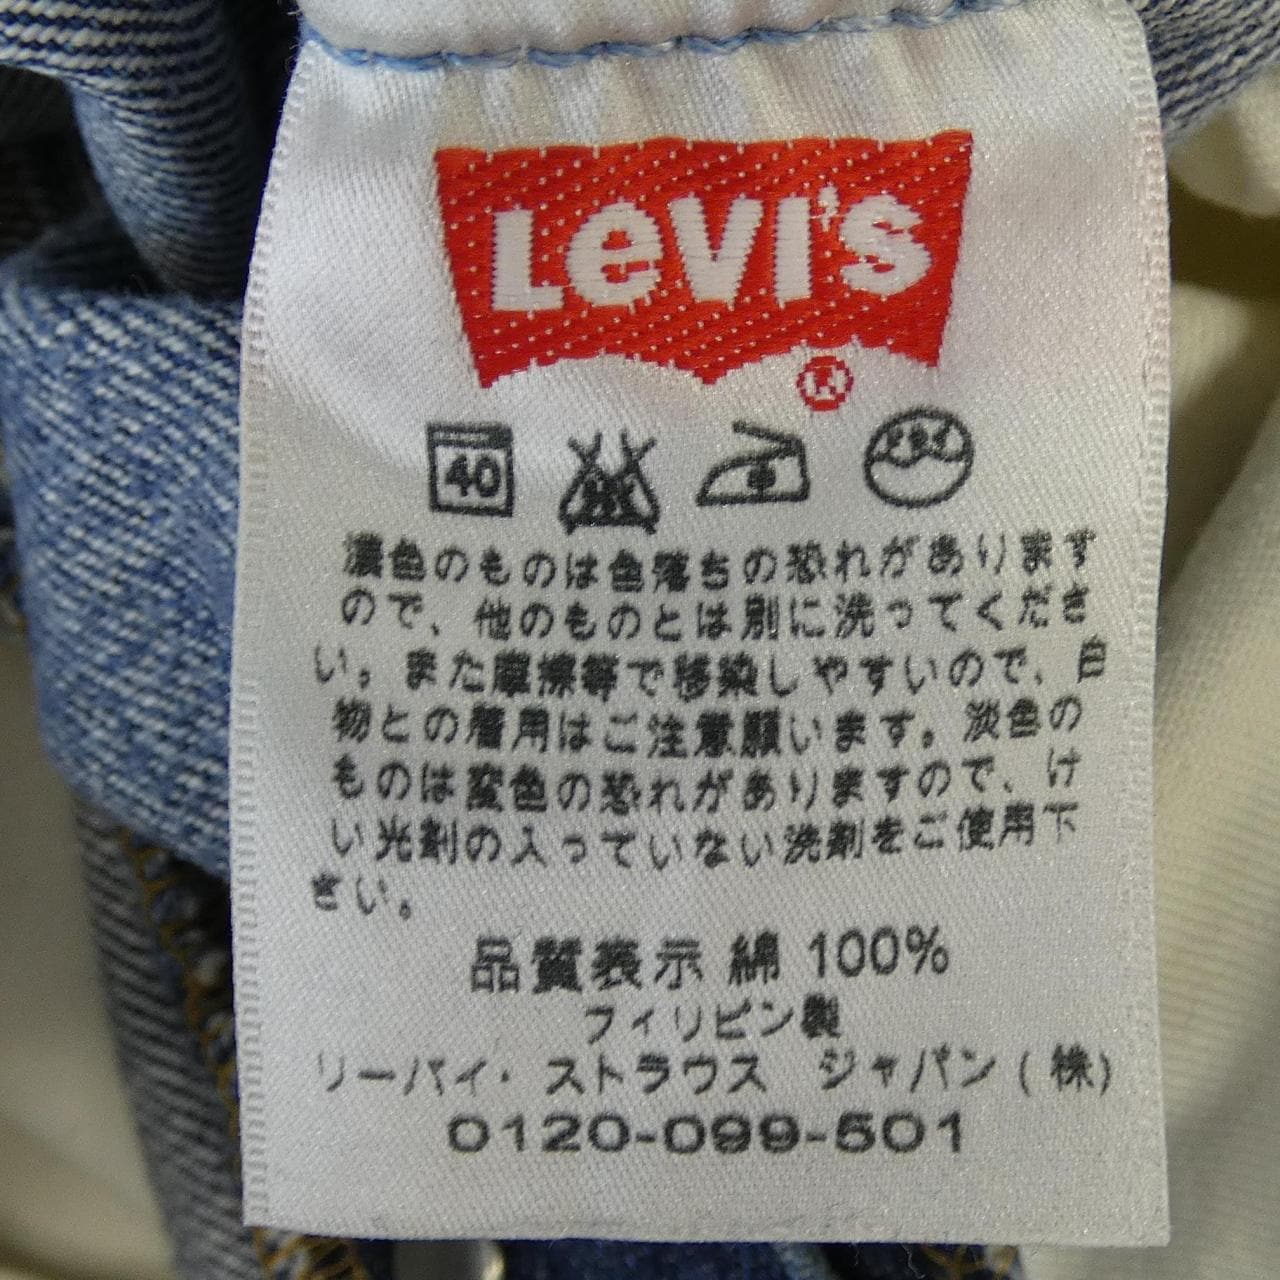 LEVI'S
®
40
濃色のものは色落ちの恐れがあります
ので、他のものとは別に洗ってくださ
い。また摩擦等で移染しやすいので、白
物との着用はご注意願います。淡色の
ものは変色の恐れがありますので、け
い光剤の入っていない洗剤をご使用下
さい。
品質表示 綿 100%
フィリピン製
リーバイ・ストラウス ジャパン(株)
0120-099-501